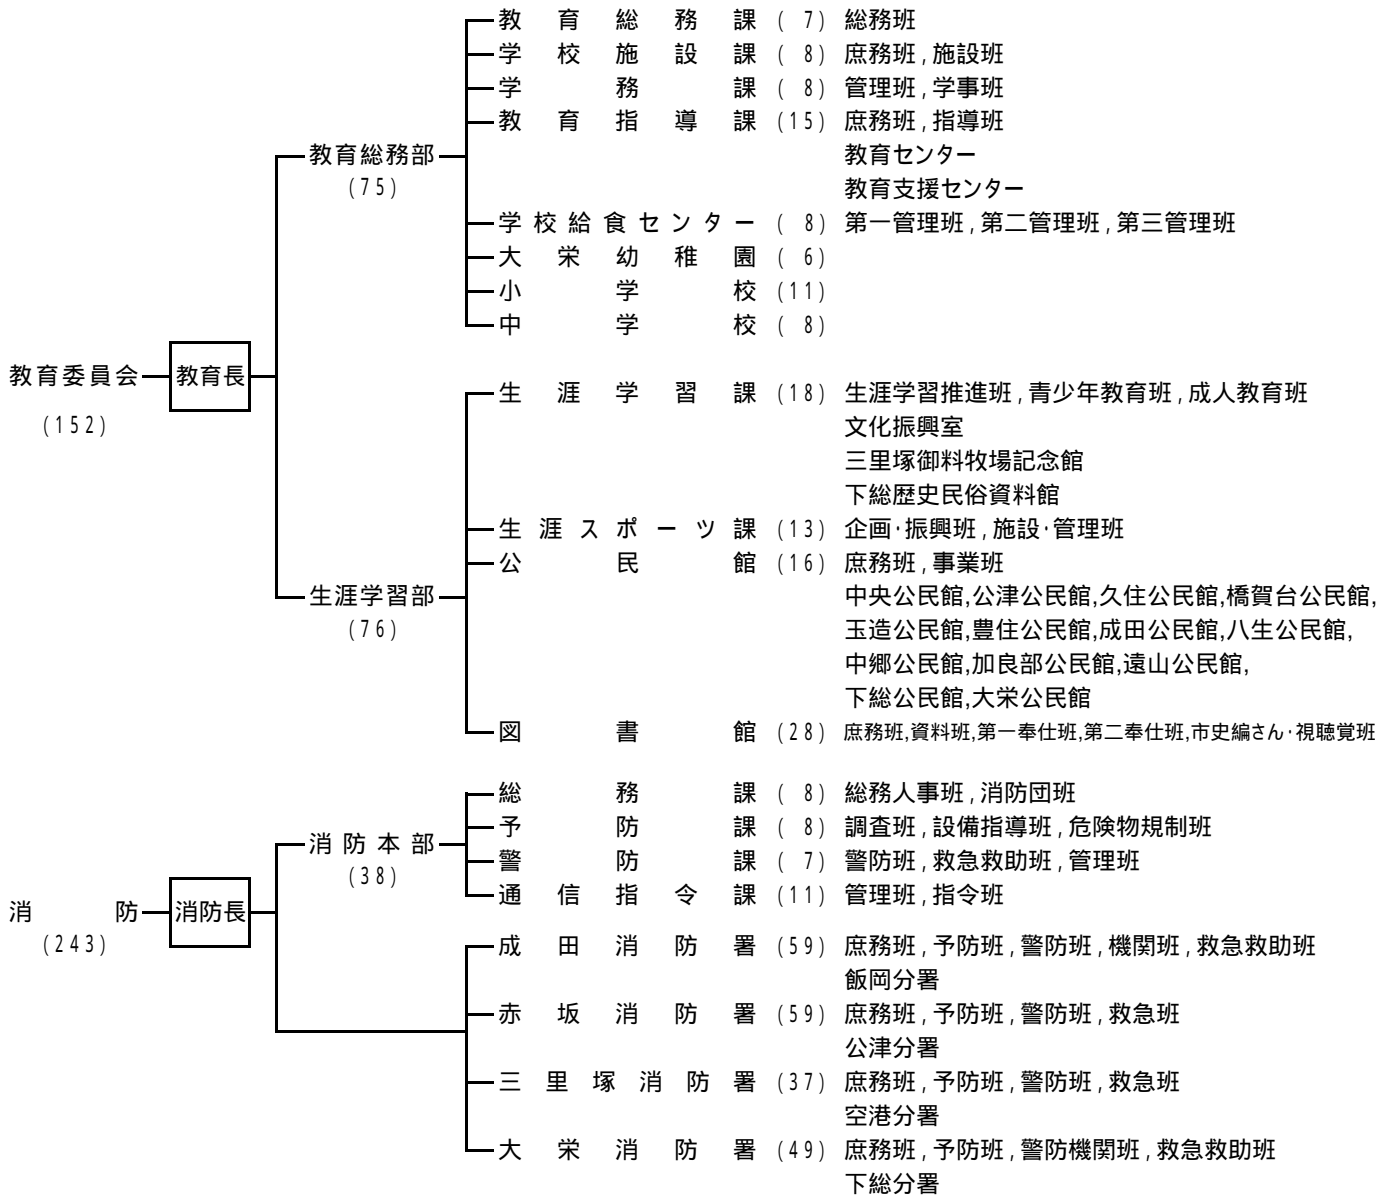 教育総務課 ( 7) 総務班
学校施設課 ( 8) 庶務班,施設班
学務課 ( 8) 管理班,学事班
教育指導課 (15) 庶務班,指導班
教育総務部 教育センター
(75) 教育支援センター
学校給食センター ( 8) 第一管理班,第二管理班,第三管理班
大栄幼稚園 ( 6)
小学校 (11)
中学校 ( 8)
教育委員会 教育長
(152)
生涯学習課 (18) 生涯学習推進班,青少年教育班,成人教育班
文化振興室
三里塚御料牧場記念館
下総歴史民俗資料館
生涯スポーツ課 (13) 企画・振興班,施設・管理班
公民館 (16) 庶務班,事業班
生涯学習部 中央公民館,公津公民館,久住公民館,橋賀台公民館,
(76) 玉造公民館,豊住公民館,成田公民館,八生公民館,
中郷公民館,加良部公民館,遠山公民館,
下総公民館,大栄公民館
図書館 (28) 庶務班,資料班,第一奉仕班,第二奉仕班,市史編さん・視聴覚班
総務課 ( 8) 総務人事班,消防団班
予防課 ( 8) 調査班,設備指導班,危険物規制班
消防本部
(38)
警防課 ( 7) 警防班,救急救助班,管理班
通信指令課 (11) 管理班,指令班
消防 消防長
(243)
成田消防署 (59) 庶務班,予防班,警防班,機関班,救急救助班
飯岡分署
赤坂消防署 (59) 庶務班,予防班,警防班,救急班
公津分署
三里塚消防署 (37) 庶務班,予防班,警防班,救急班
空港分署
大栄消防署 (49) 庶務班,予防班,警防機関班,救急救助班
下総分署